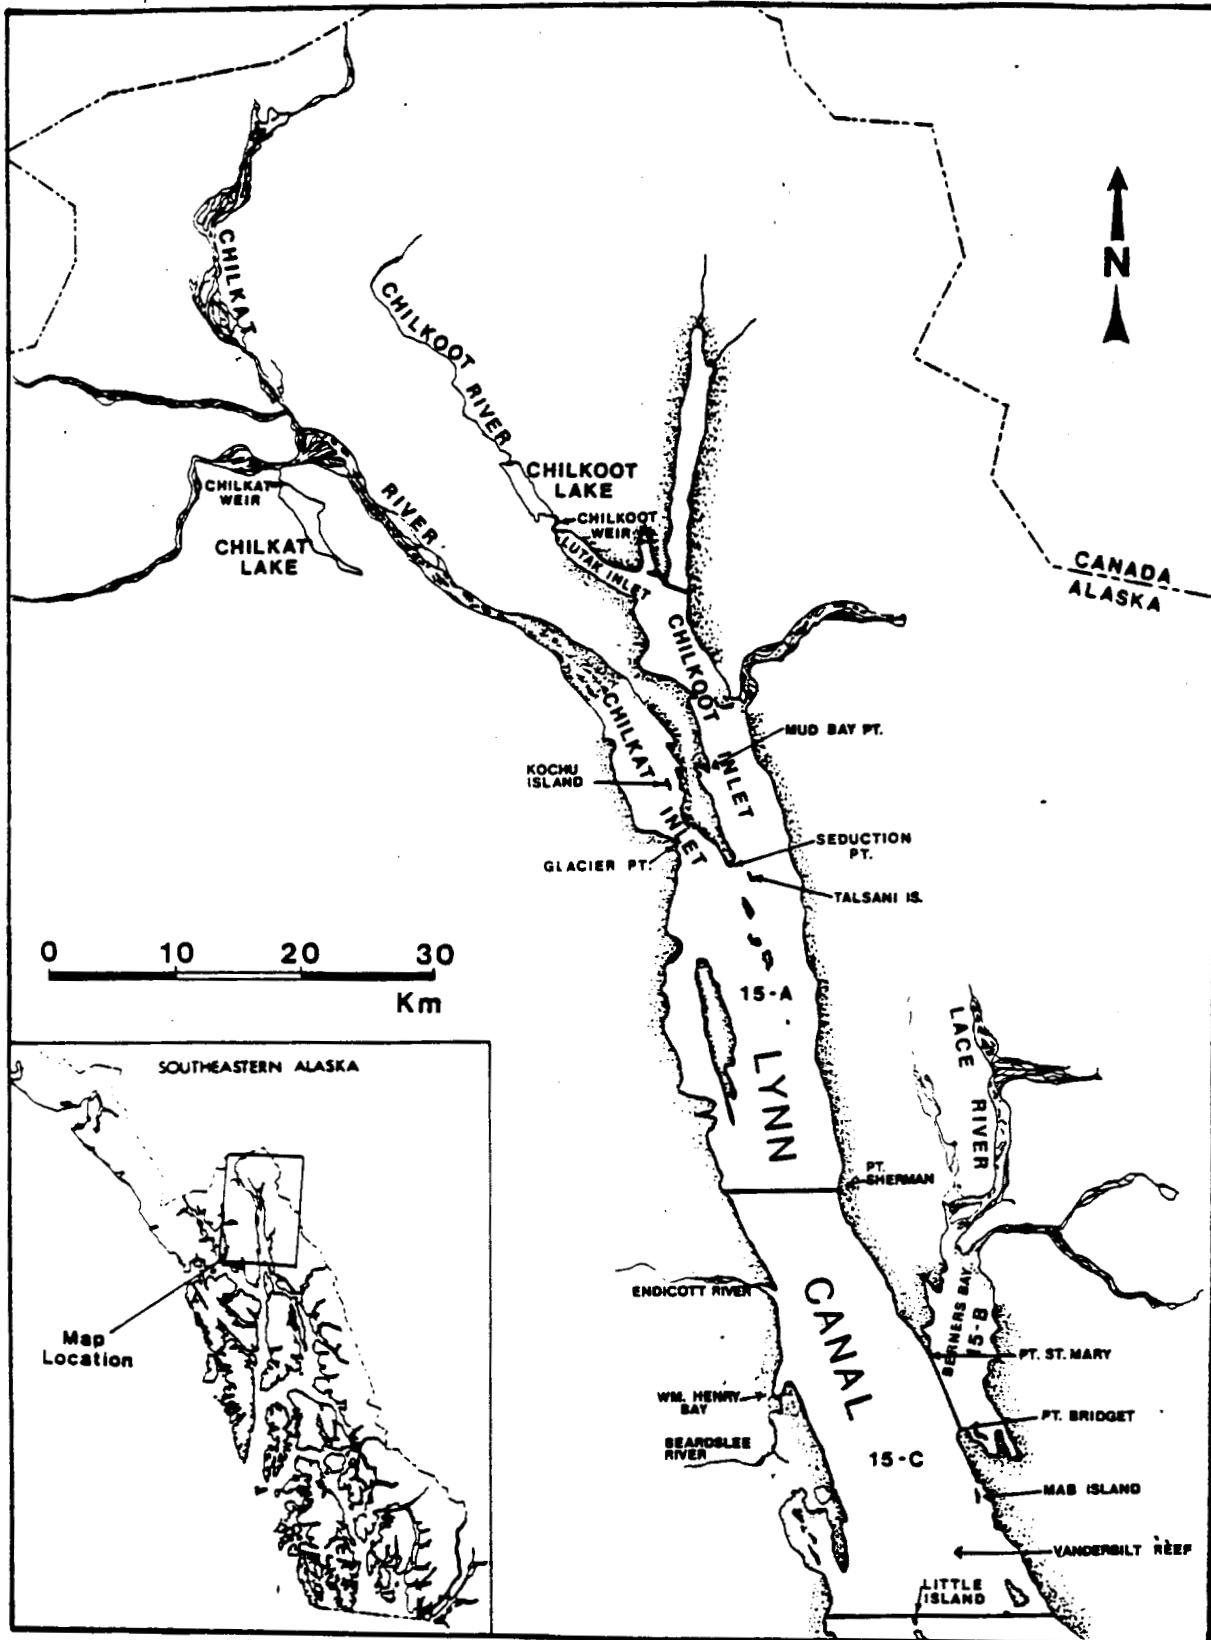 N
CHILKAT
CHILKOOT
RIVER
CHILKOOT
LAKE
CHILKAT
WEIR
RIVER
CHILKOOT
WEIR
LUTAK INLET
CHILKAT
LAKE
CANADA
ALASKA
CHILKOOT
INLET
CHILKAT
INLET
MUD BAY PT.
KOCHU
ISLAND
SEDUCTION
PT.
GLACIER PT.
TALSANI IS.
0 10 20 30
Km
15-A
LACE
RIVER
LYNN
SOUTHEASTERN ALASKA
PT.
SHERMAN
ENDICOTT RIVER
CANAL
BERNERS BAY
15-B
Map
Location
PT. ST. MARY
WM. HENRY
BAY
PT. BRIDGET
BEARDSLEE
RIVER
15-C
MAB ISLAND
VANDERBILT REEF
LITTLE
ISLAND